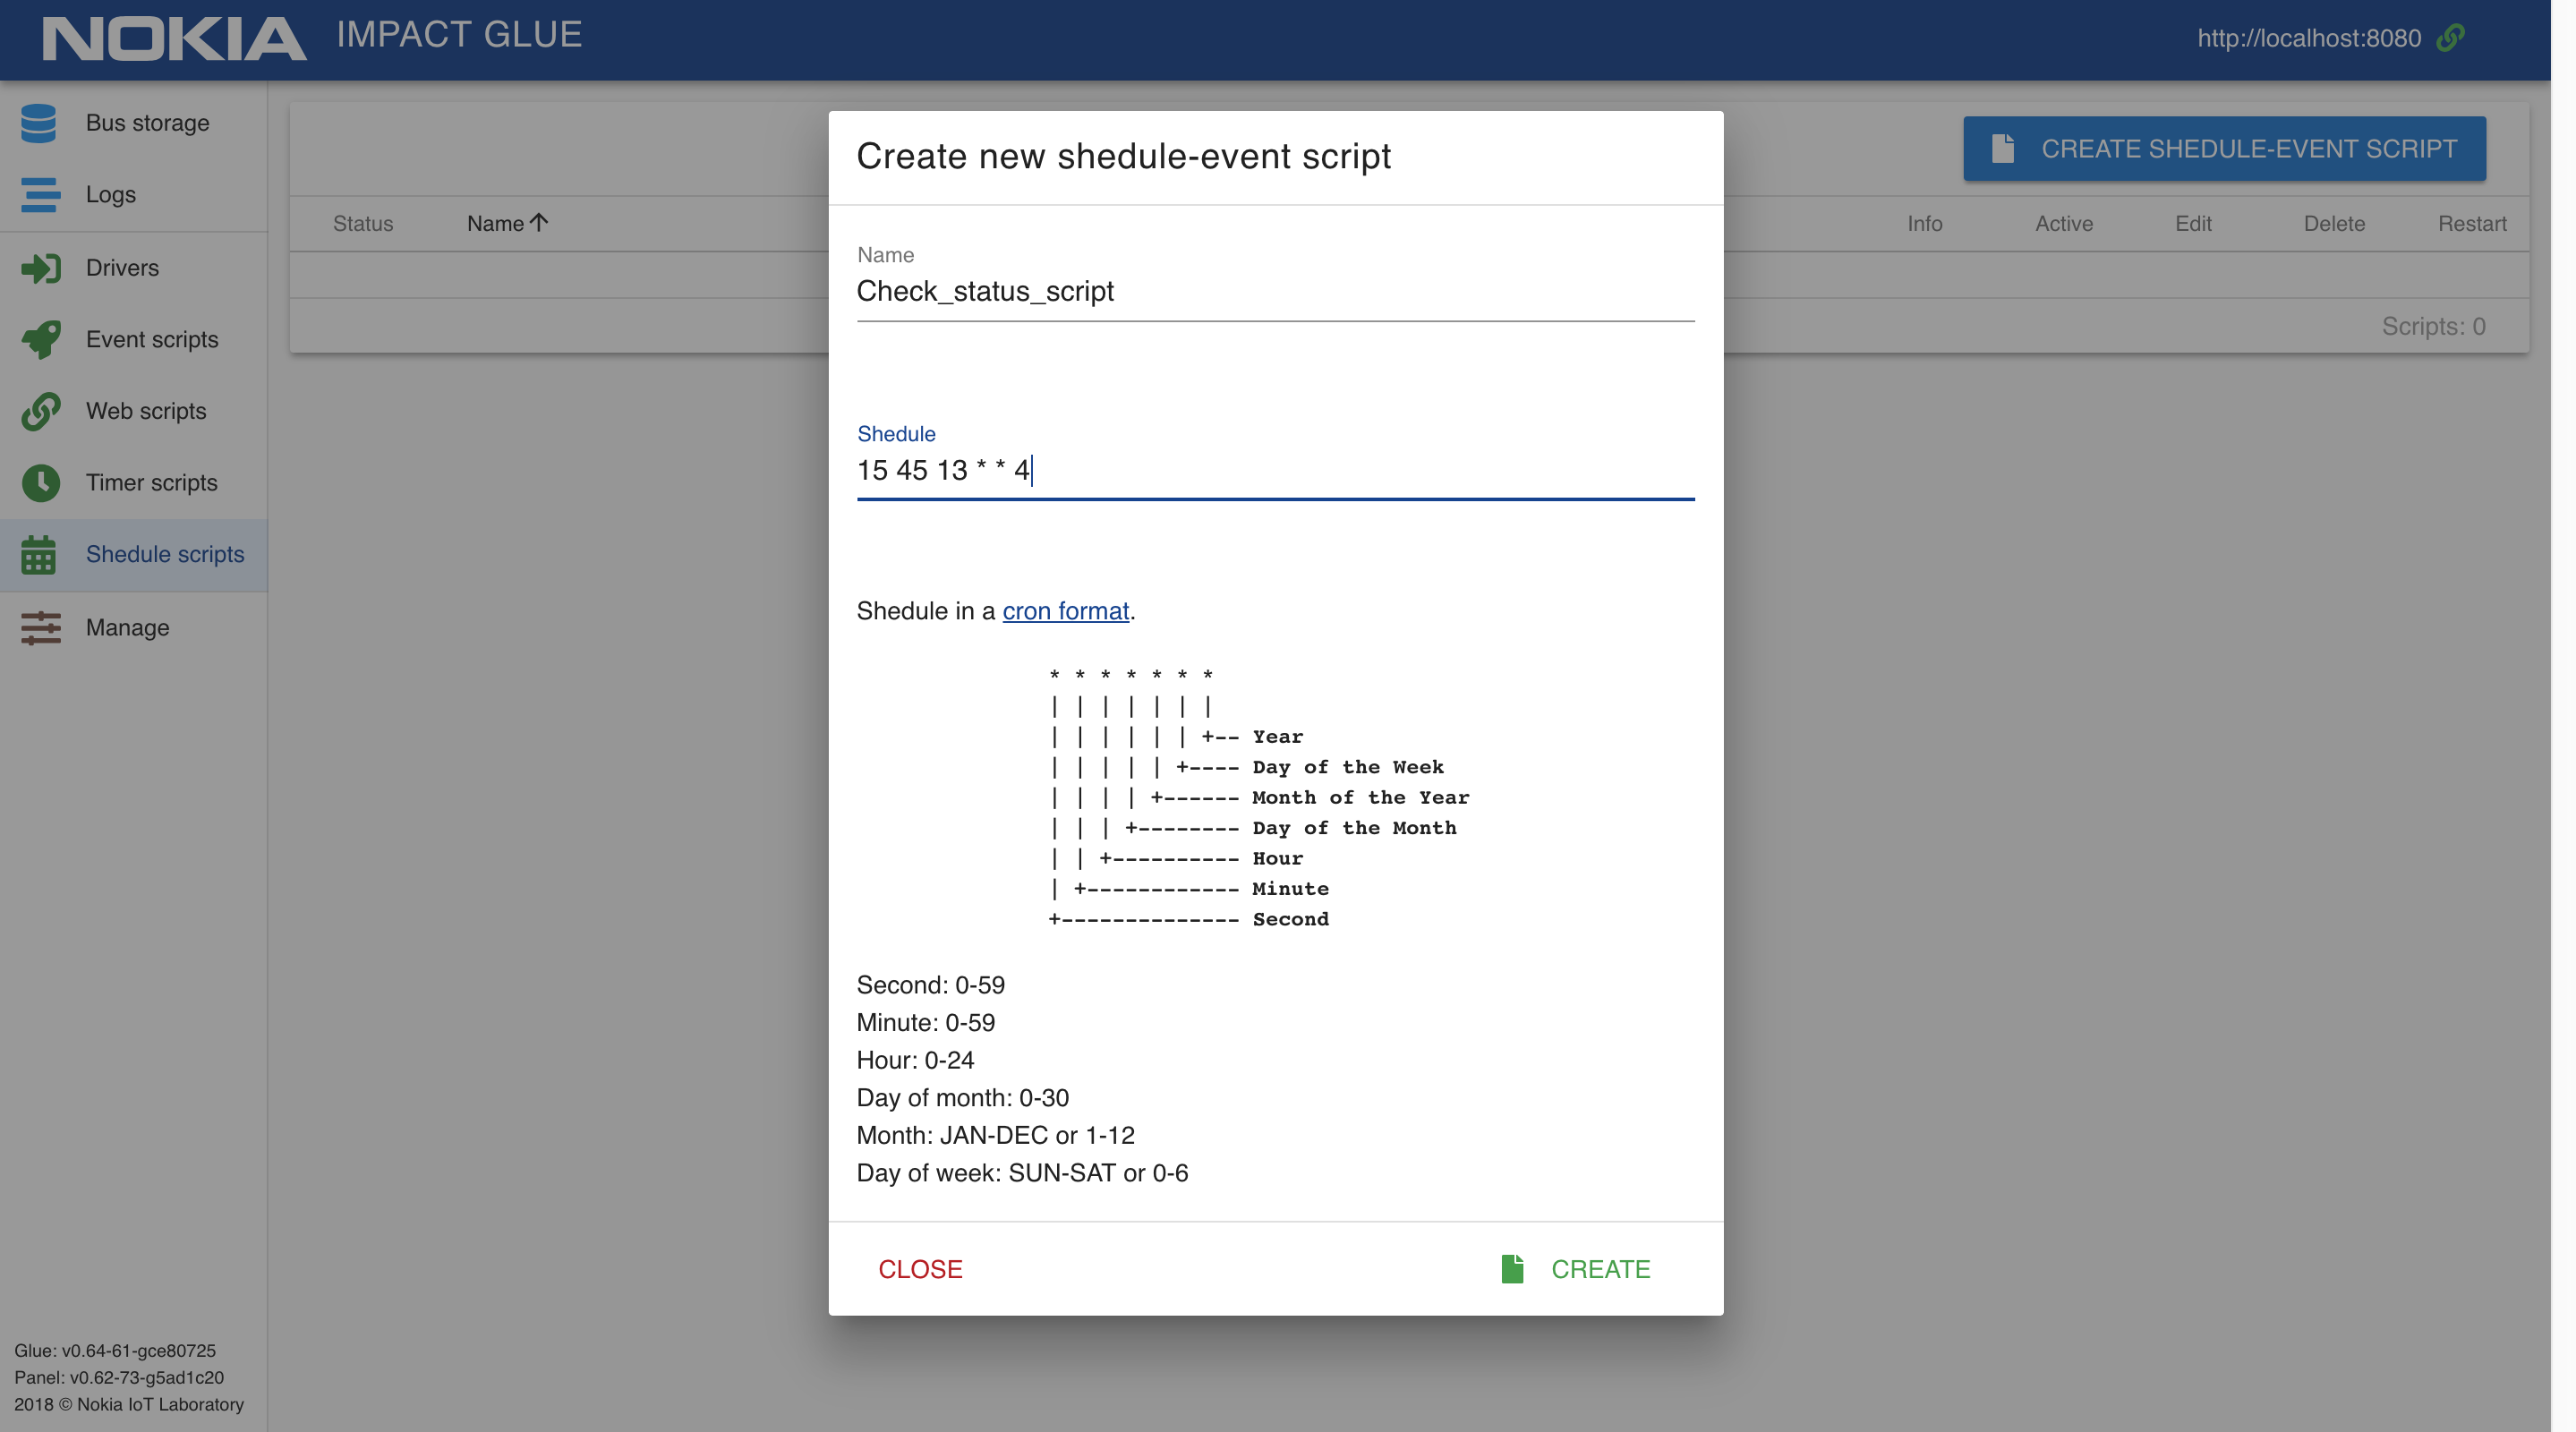 NOKIA IMPACT GLUE
http://localhost:8080
Bus storage
Logs
Drivers
Event scripts
Web scripts
Timer scripts
Shedule scripts
Manage
Glue: v0.64-61-gce80725
Panel: v0.62-73-g5ad1c20
2018 © Nokia IoT Laboratory
CREATE SHEDULE-EVENT SCRIPT
Status Name Info Active Edit Delete Restart
Scripts: 0
Create new shedule-event script
Name
Check_status_script
Shedule
15 45 13 * * 4
Shedule in a cron format.
* * * * * * *
| | | | | | |
| | | | | | +-- Year
| | | | | +---- Day of the Week
| | | | +------ Month of the Year
| | | +-------- Day of the Month
| | +---------- Hour
| +------------ Minute
+-------------- Second
Second: 0-59
Minute: 0-59
Hour: 0-24
Day of month: 0-30
Month: JAN-DEC or 1-12
Day of week: SUN-SAT or 0-6
CLOSE CREATE